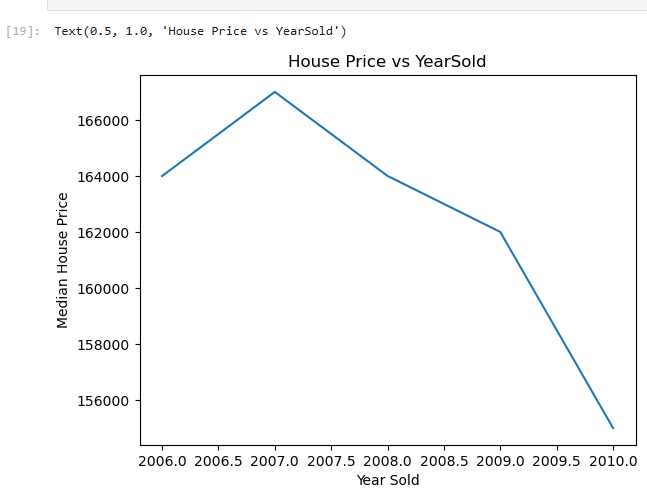 [19]: Text(0.5, 1.0, 'House Price vs YearSold')
House Price vs YearSold
166000
164000
162000
160000
158000
156000
Median House Price
2006.0 2006.5 2007.0 2007.5 2008.0 2008.5 2009.0 2009.5 2010.0
Year Sold